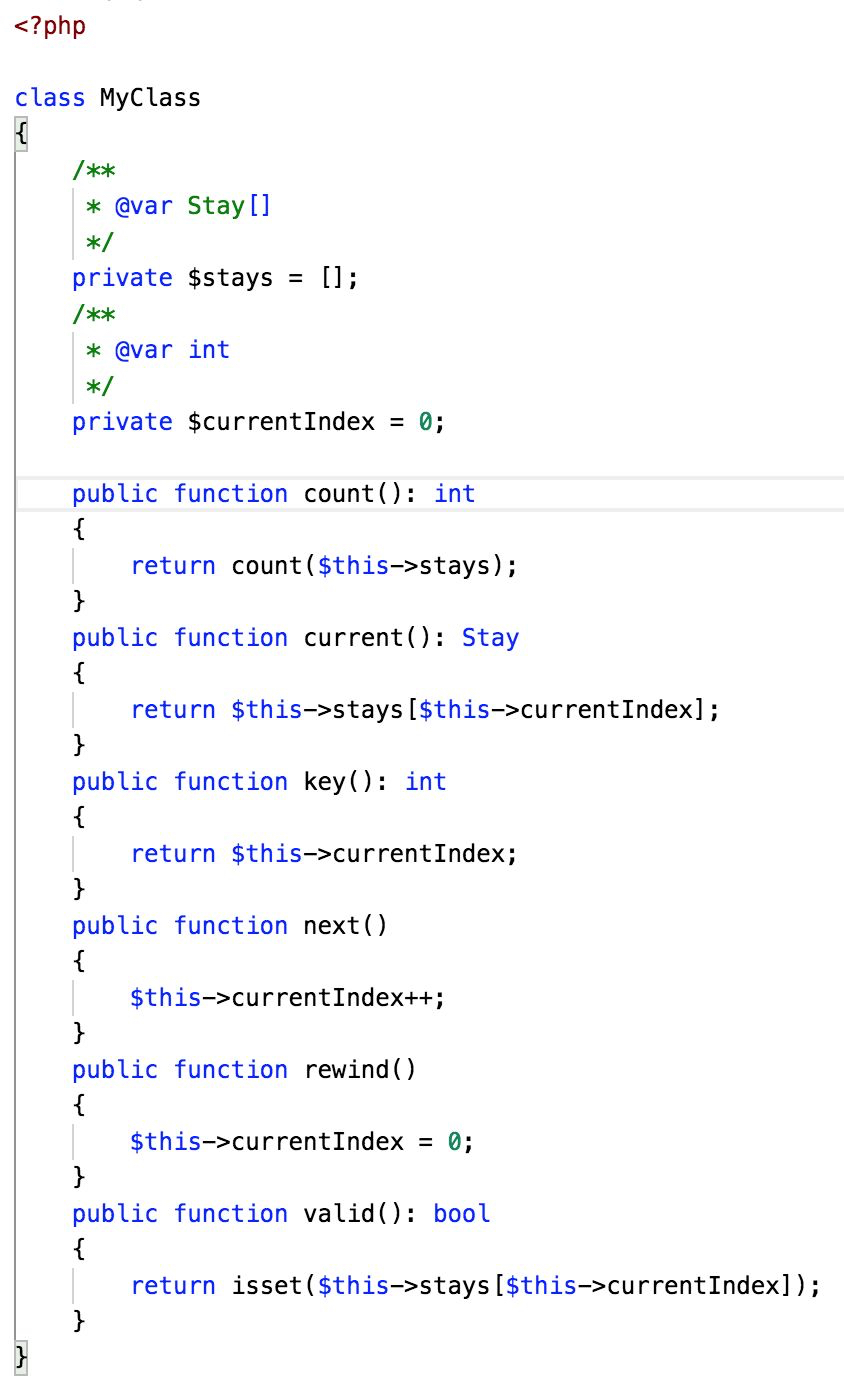 <?php
class MyClass
{
/**
* @var Stay[]
*/
private $stays = [];
/**
* @var int
*/
private $currentIndex = 0;
public function count(): int
{
return count($this->stays);
}
public function current(): Stay
{
return $this->stays[$this->currentIndex];
}
public function key(): int
{
return $this->currentIndex;
}
public function next()
{
$this->currentIndex++;
}
public function rewind()
{
$this->currentIndex = 0;
}
public function valid(): bool
{
return isset($this->stays[$this->currentIndex]);
}
}